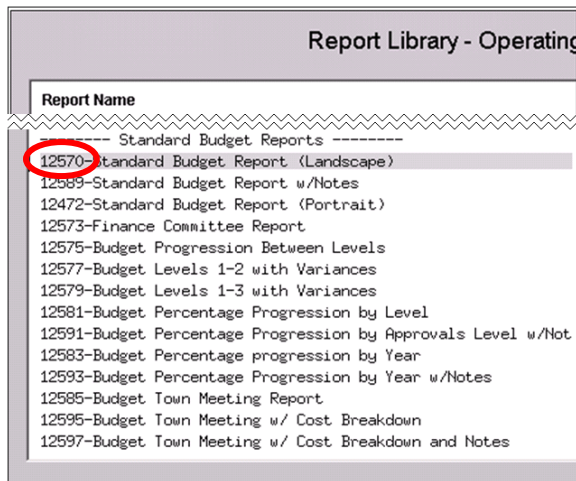 Report Library - Operating
Report Name
-------- Standard Budget Reports --------
12570-Standard Budget Report (Landscape)
12589-Standard Budget Report w/Notes
12472-Standard Budget Report (Portrait)
12573-Finance Committee Report
12575-Budget Progression Between Levels
12577-Budget Levels 1-2 with Variances
12579-Budget Levels 1-3 with Variances
12581-Budget Percentage Progression by Level
12591-Budget Percentage Progression by Approvals Level w/Not
12583-Budget Percentage progression by Year
12593-Budget Percentage Progression by Year w/Notes
12585-Budget Town Meeting Report
12595-Budget Town Meeting w/ Cost Breakdown
12597-Budget Town Meeting w/ Cost Breakdown and Notes